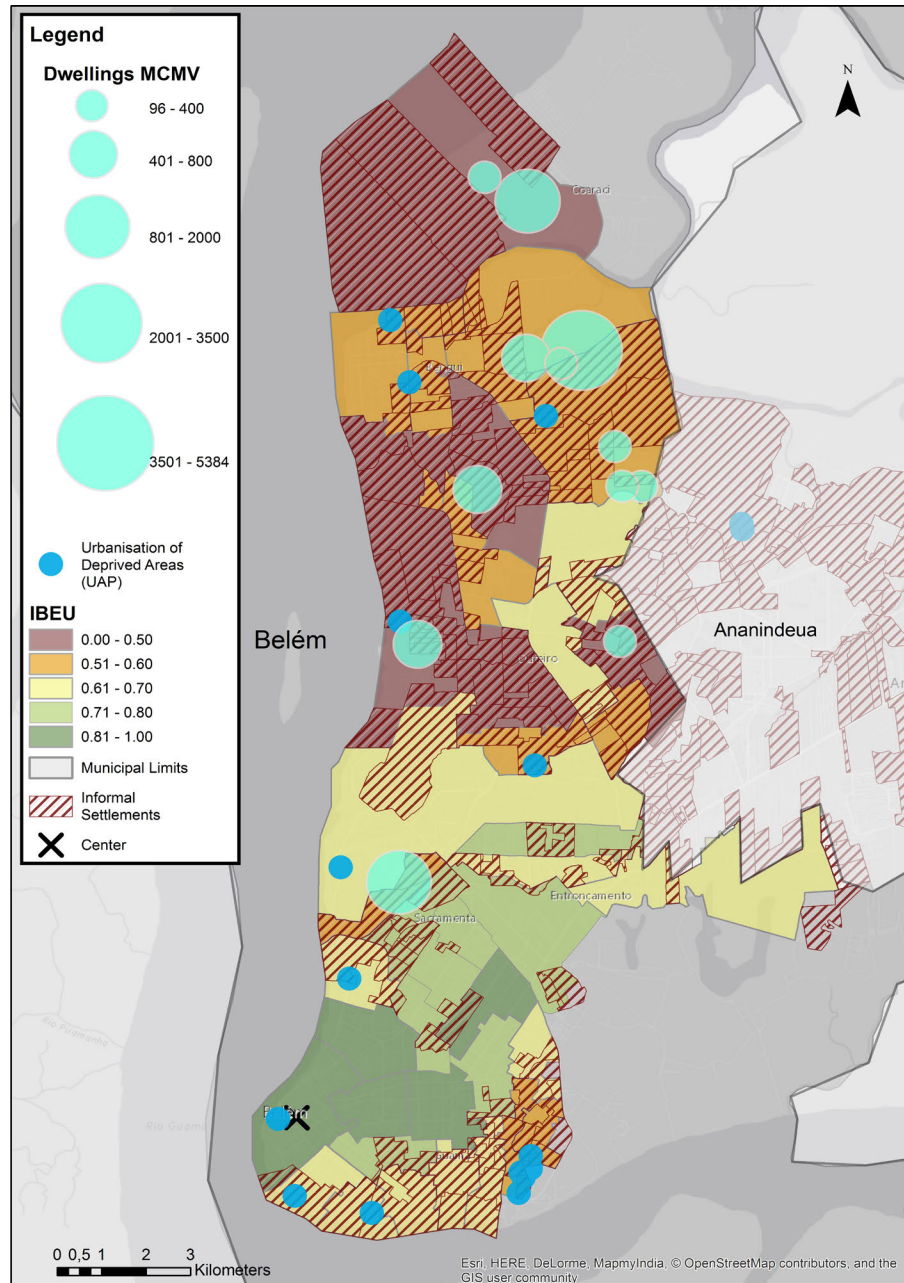 Legend
Dwellings MCMV
96 - 400
401 - 800
801 - 2000
2001 - 3500
3501 - 5384
Urbanisation of
Deprived Areas
(UAP)
IBEU
0.00 - 0.50
0.51 - 0.60
0.61 - 0.70
0.71 - 0.80
0.81 - 1.00
Municipal Limits
Informal
Settlements
Center
N
Coaraci
Belém
Ananindeua
Sacramenta
Entroncamento
Belém
0 0,5 1 2 3
Kilometers
Esri, HERE, DeLorme, MapmyIndia, © OpenStreetMap contributors, and the
GIS user community